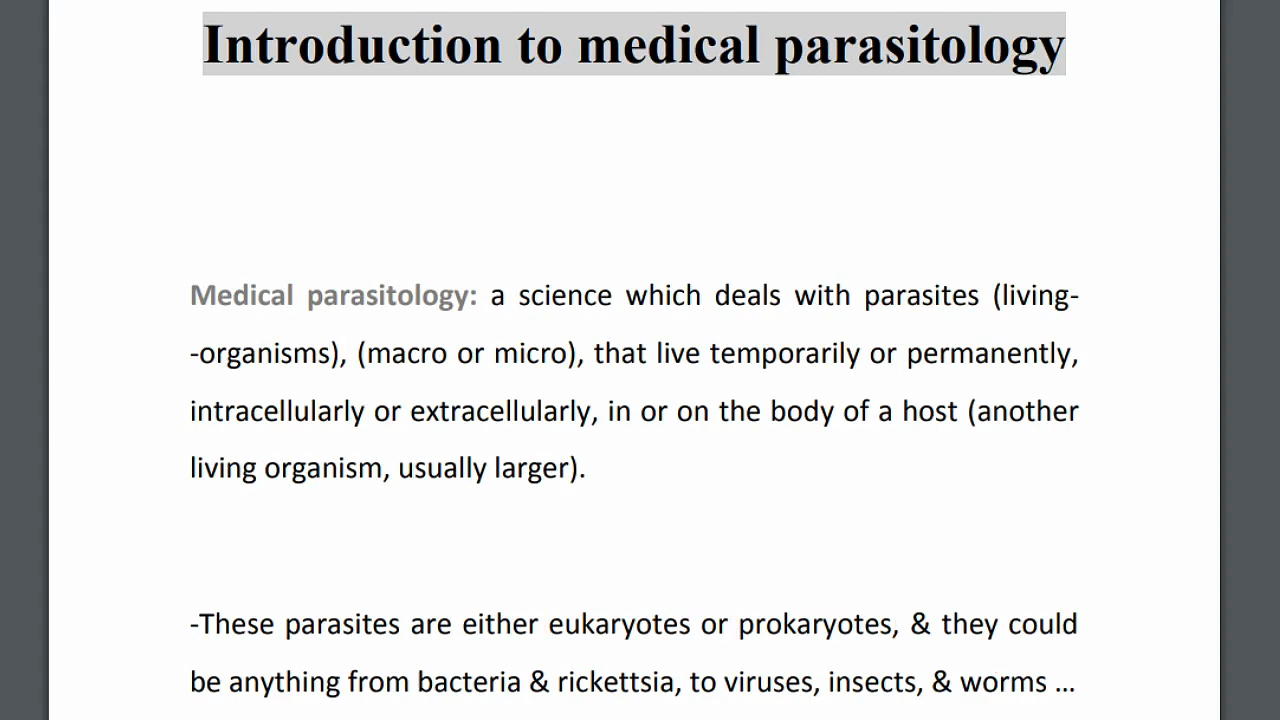 Introduction to medical parasitology
Medical parasitology: a science which deals with parasites (living-
-organisms), (macro or micro), that live temporarily or permanently,
intracellularly or extracellularly, in or on the body of a host (another
living organism, usually larger).
-These parasites are either eukaryotes or prokaryotes, & they could
be anything from bacteria & rickettsia, to viruses, insects, & worms ...